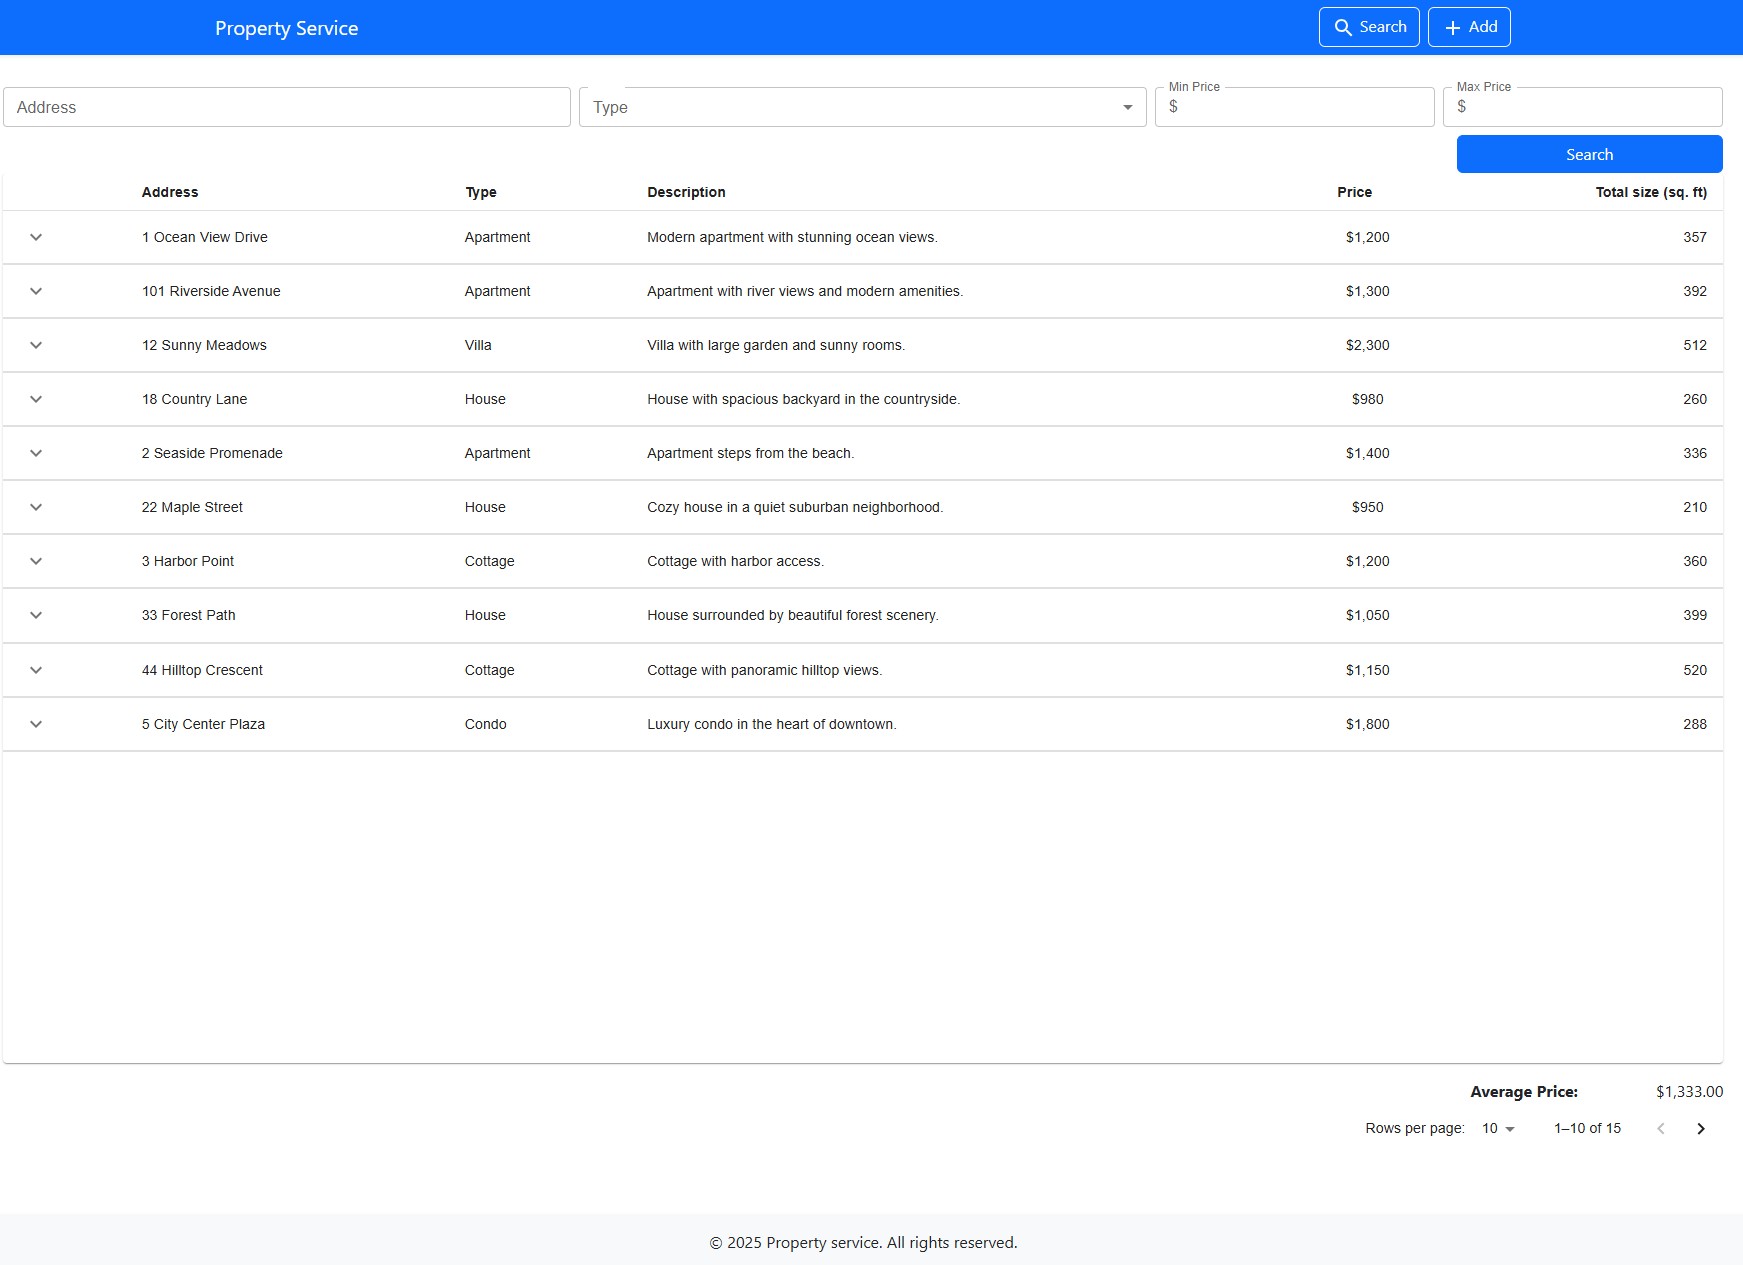 Property Service
Search
Add
Address
Type
Min Price
$
Max Price
$
Search
Address Type Description Price Total size (sq. ft)
1 Ocean View Drive Apartment Modern apartment with stunning ocean views. $1,200 357
101 Riverside Avenue Apartment Apartment with river views and modern amenities. $1,300 392
12 Sunny Meadows Villa Villa with large garden and sunny rooms. $2,300 512
18 Country Lane House House with spacious backyard in the countryside. $980 260
2 Seaside Promenade Apartment Apartment steps from the beach. $1,400 336
22 Maple Street House Cozy house in a quiet suburban neighborhood. $950 210
3 Harbor Point Cottage Cottage with harbor access. $1,200 360
33 Forest Path House House surrounded by beautiful forest scenery. $1,050 399
44 Hilltop Crescent Cottage Cottage with panoramic hilltop views. $1,150 520
5 City Center Plaza Condo Luxury condo in the heart of downtown. $1,800 288
Average Price: $1,333.00
Rows per page: 10 1–10 of 15
© 2025 Property service. All rights reserved.